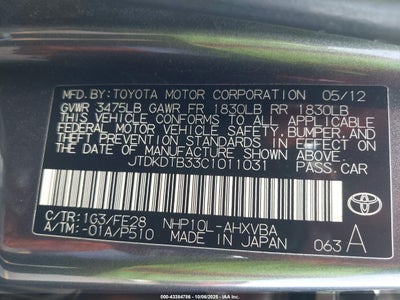 MFD.BY:TOYOTA MOTOR CORPORATION 05/12
GVWR 3475LB GAWR FR 1830LB RR 1830LB
THIS VEHICLE CONFORMS TO ALL APPLICABLE
FEDERAL MOTOR VEHICLE SAFETY, BUMPER, AND
THEFT PREVENTION STANDARDS IN EFFECT ON
THE DATE OF MANUFACTURE SHOWN ABOVE.
JTDKDTB33C1011031 PASS.CAR
C/TR:1G3/FE28 NHP10L-AHXVBA
A/TM:-01A/P510 MADE IN JAPAN
TOYOTA
063 A
000-43384786 - 10/06/2025 - IAAI